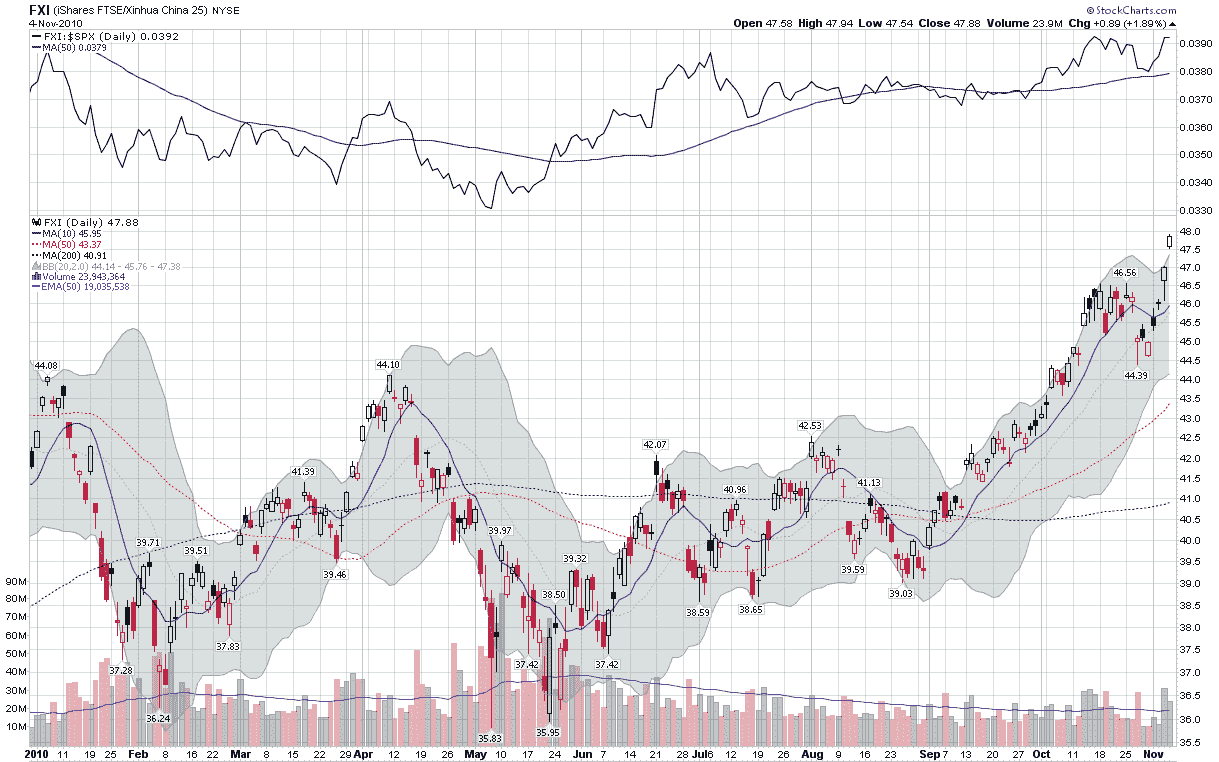 FXI (iShares FTSE/Xinhua China 25) NYSE © StockCharts.com
4-Nov-2010 Open 47.58 High 47.94 Low 47.54 Close 47.88 Volume 23.9M Chg +0.89 (+1.89%)
FXI:$SPX (Daily) 0.0392
MA(50) 0.0379
0.0390
0.0380
0.0370
0.0360
0.0350
0.0340
0.0330
FXI (Daily) 47.88
MA(10) 45.95
MA(50) 43.37
MA(200) 40.91
BB(20,2.0) 44.14 - 45.76 - 47.38
Volume 23,943,364
EMA(50) 19,035,538
48.0
47.5
47.0
46.5
46.0
45.5
45.0
44.5
44.0
43.5
43.0
42.5
42.0
41.5
41.0
40.5
40.0
39.5
39.0
38.5
38.0
37.5
37.0
36.5
36.0
35.5
46.56
44.39
44.08
44.10
42.53
42.07
41.39
41.13
40.96
39.97
39.71
39.51
39.46
39.32
39.59
39.03
38.50
38.59
38.65
37.83
37.28
37.42
37.42
36.24
35.83
35.95
90M
80M
70M
60M
50M
40M
30M
20M
10M
2010 11 19 25 Feb 8 16 22 Mar 8 15 22 29 Apr 12 19 26 May 10 17 24 Jun 7 14 21 28 Jul 6 12 19 26 Aug 9 16 23 Sep 7 13 20 27 Oct 11 18 25 Nov